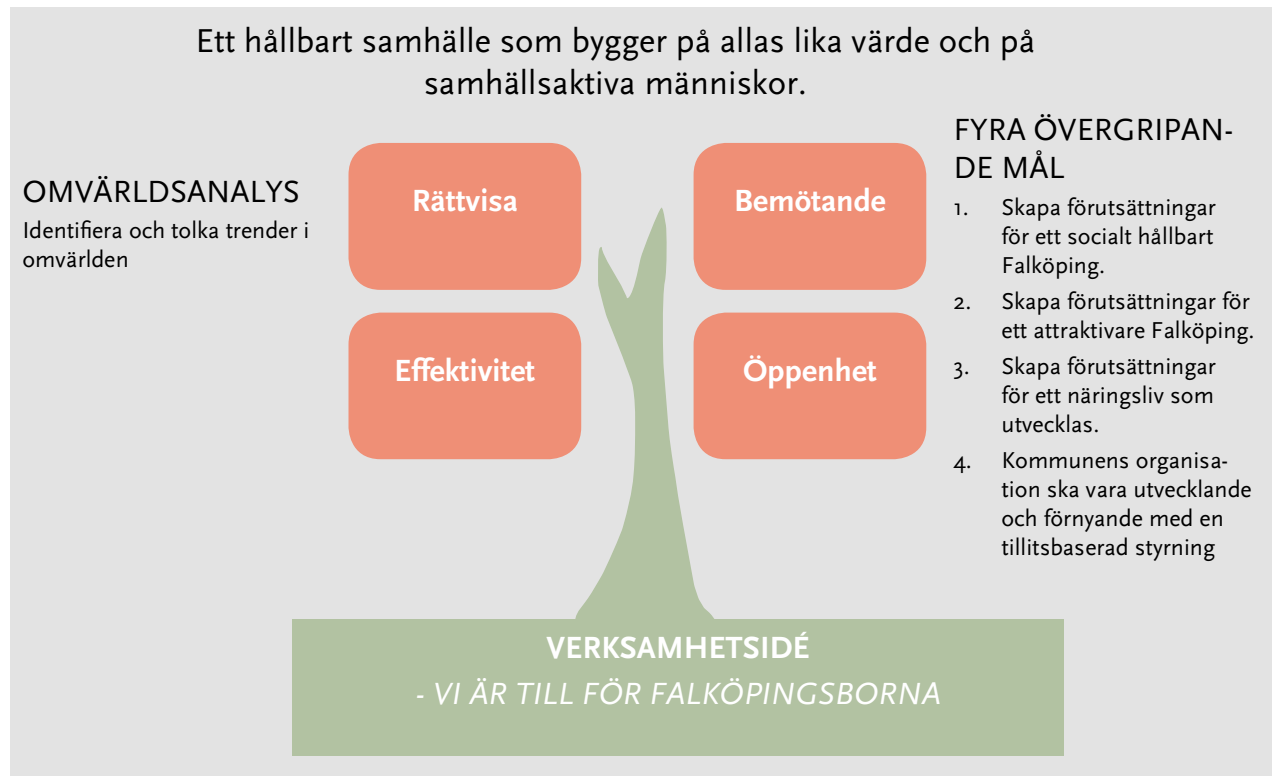 Ett hållbart samhälle som bygger på allas lika värde och på
samhällsaktiva människor.
OMVÄRLDSANALYS
Identifiera och tolka trender i
omvärlden
Rättvisa
Bemötande
Effektivitet
Öppenhet
FYRA ÖVERGRIPAN-
DE MÅL
1. Skapa förutsättningar
för ett socialt hållbart
Falköping.
2. Skapa förutsättningar för
ett attraktivare Falköping.
3. Skapa förutsättningar
för ett näringsliv som
utvecklas.
4. Kommunens organisa-
tion ska vara utvecklande
och förnyande med en
tillitsbaserad styrning
VERKSAMHETSIDÉ
- VI ÄR TILL FÖR FALKÖPINGSBORNA